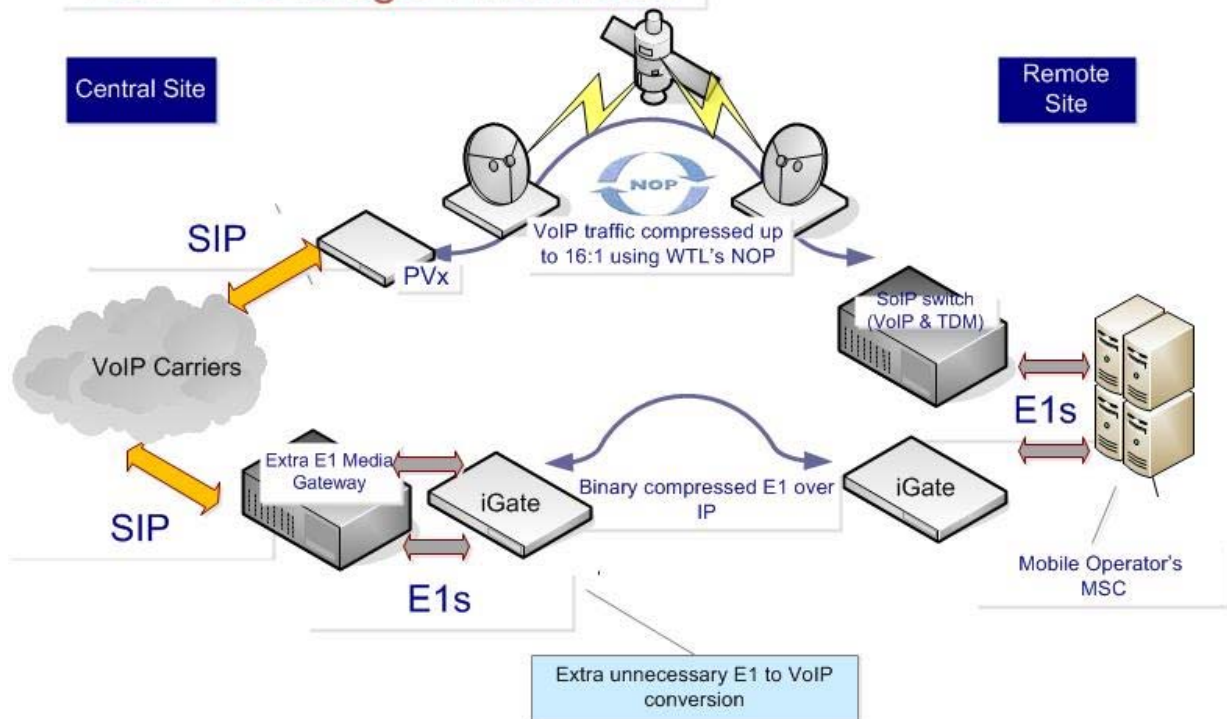 Central Site
Remote
Site
NOP
VoIP traffic compressed up
to 16:1 using WTL's NOP
SIP
PVx
SoIP switch
(VoIP & TDM)
VoIP Carriers
E1s
Extra E1 Media
Gateway
iGate
Binary compressed E1 over
IP
iGate
SIP
E1s
Mobile Operator's
MSC
Extra unnecessary E1 to VoIP
conversion